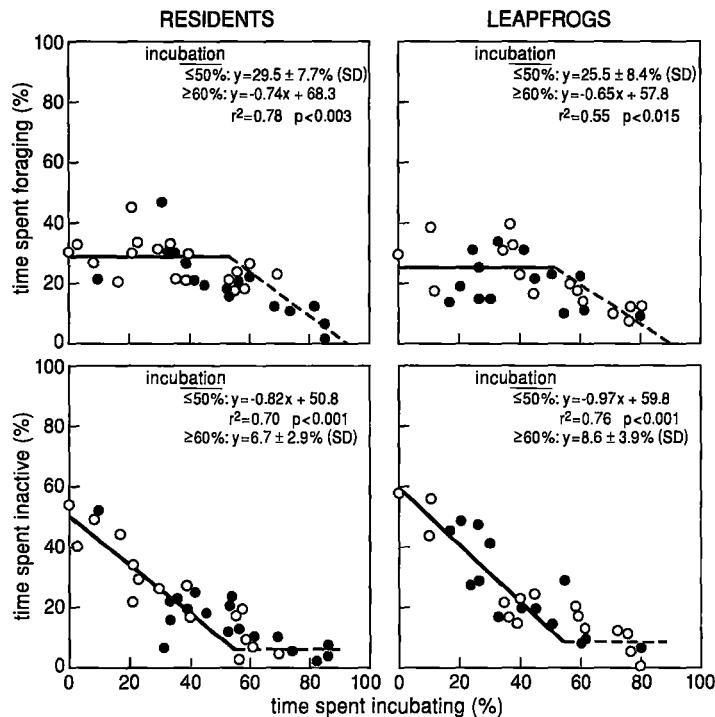 RESIDENTS
LEAPFROGS
100
80
60
40
20
0
time spent foraging (%)
incubation
≤50%: y=29.5 ± 7.7% (SD)
≥60%: y=-0.74x + 68.3
r²=0.78 p<0.003
incubation
≤50%: y=25.5 ± 8.4% (SD)
≥60%: y=-0.65x + 57.8
r²=0.55 p<0.015
100
80
60
40
20
0
time spent inactive (%)
incubation
≤50%: y=-0.82x + 50.8
r²=0.70 p<0.001
≥60%: y=6.7 ± 2.9% (SD)
incubation
≤50%: y=-0.97x + 59.8
r²=0.76 p<0.001
≥60%: y=8.6 ± 3.9% (SD)
0 20 40 60 80 100
0 20 40 60 80 100
time spent incubating (%)